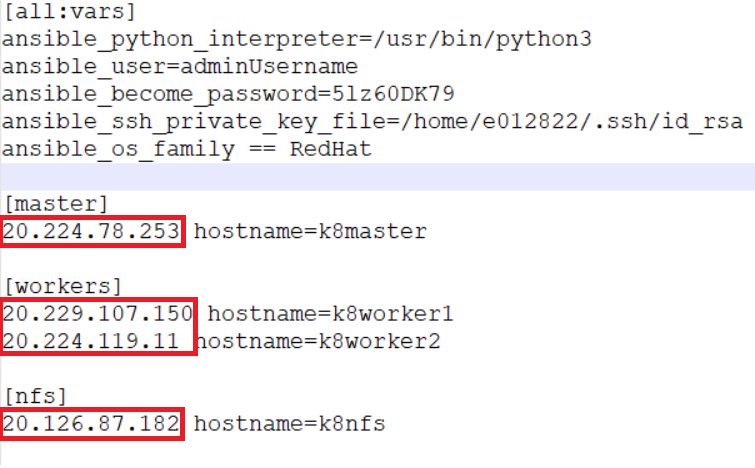 [all:vars]
ansible_python_interpreter=/usr/bin/python3
ansible_user=adminUsername
ansible_become_password=5lz60DK79
ansible_ssh_private_key_file=/home/e012822/.ssh/id_rsa
ansible_os_family == RedHat
[master]
20.224.78.253 hostname=k8master
[workers]
20.229.107.150 hostname=k8worker1
20.224.119.11 hostname=k8worker2
[nfs]
20.126.87.182 hostname=k8nfs